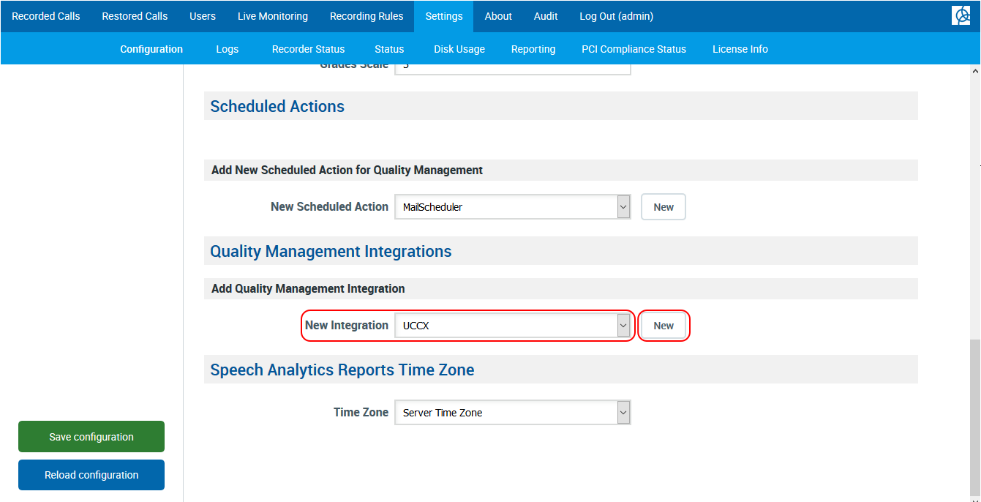 Recorded Calls Restored Calls Users Live Monitoring Recording Rules Settings About Audit Log Out (admin)
Configuration Logs Recorder Status Status Disk Usage Reporting PCI Compliance Status License Info
Grades Scale 5
Scheduled Actions
Add New Scheduled Action for Quality Management
New Scheduled Action MailScheduler New
Quality Management Integrations
Add Quality Management Integration
New Integration UCCX New
Speech Analytics Reports Time Zone
Time Zone Server Time Zone
Save configuration
Reload configuration